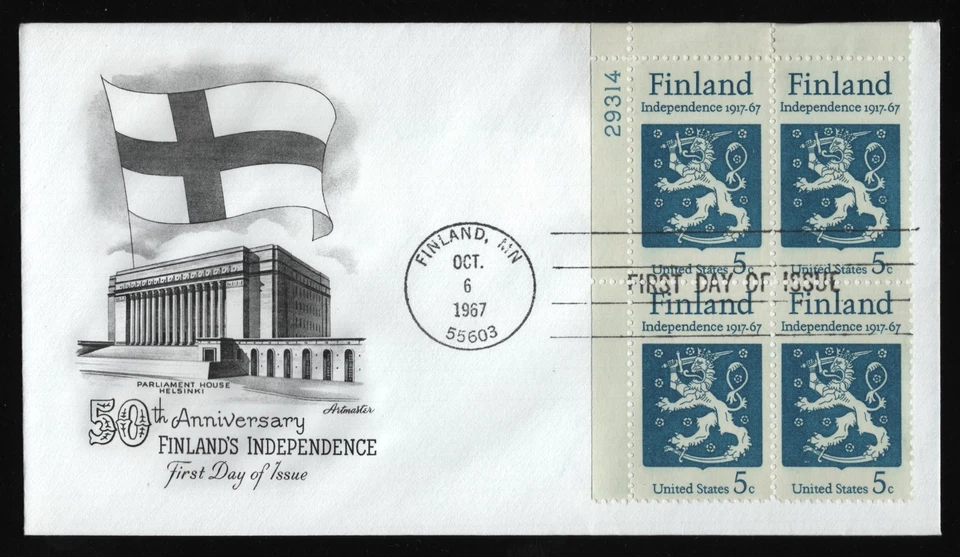 PARLIAMENT HOUSE
HELSINKI
Artmaster
50th Anniversary
FINLAND'S INDEPENDENCE
First Day of Issue
FINLAND, MN
OCT.
6
1967
55603
FIRST DAY OF ISSUE
29314
Finland
Independence 1917-67
United States 5c
Finland
Independence 1917-67
United States 5c
Finland
Independence 1917-67
United States 5c
Finland
Independence 1917-67
United States 5c